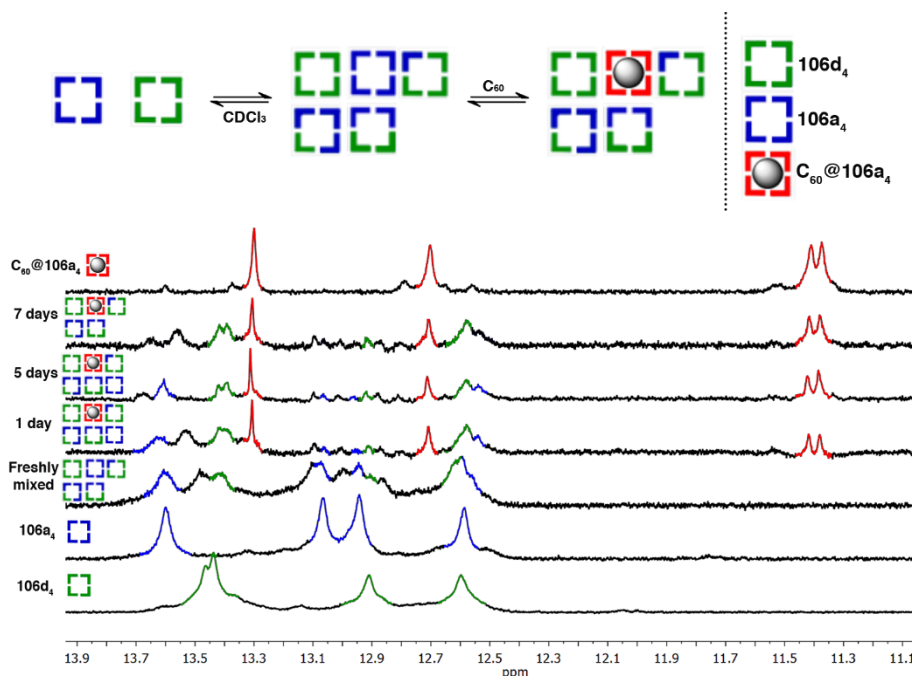 C₆₀
CDCl₃
106d₄
106a₄
C₆₀@106a₄
C₆₀@106a₄
7 days
5 days
1 day
Freshly
mixed
106a₄
106d₄
13.9 13.7 13.5 13.3 13.1 12.9 12.7 12.5 12.3 12.1 11.9 11.7 11.5 11.3 11.1
ppm